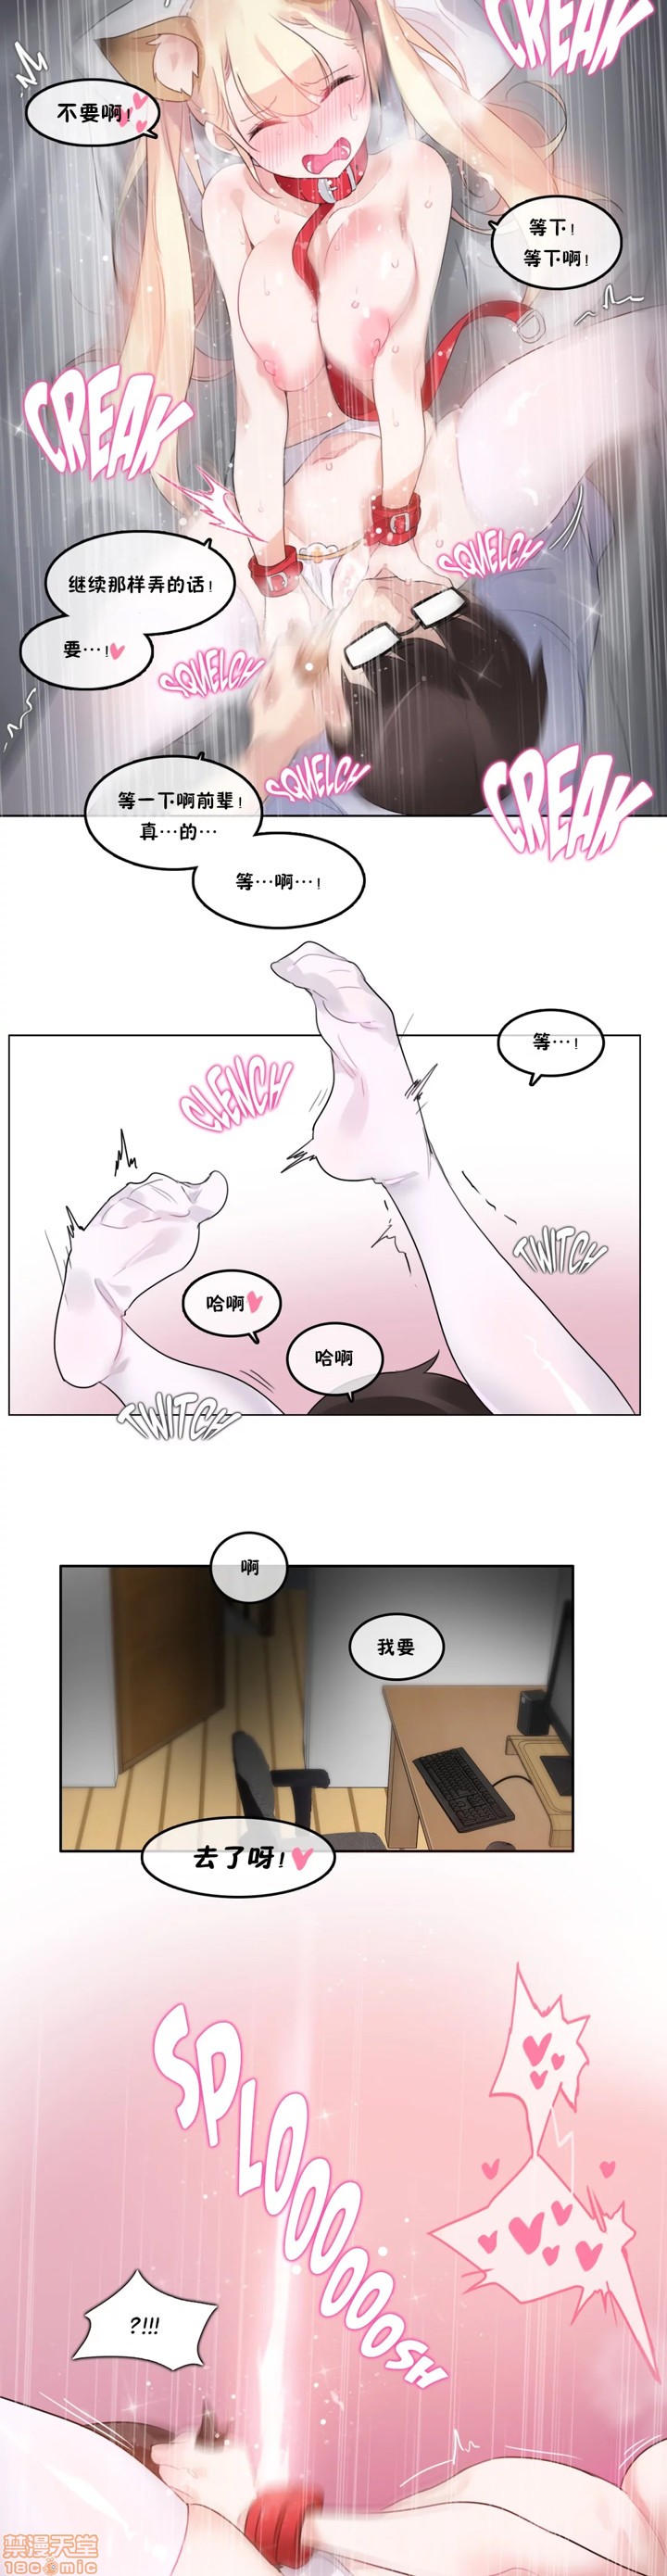 CREAK
不要啊!
等下!
等下啊!
CREAK
SQUELCH
继续那样弄的话!
要…!
SQUELCH
SQUELCH
CREAK
等一下啊前辈!
真…的…
等…啊…!
等…!
CLENCH
TWITCH
哈啊
哈啊
TWITCH
啊
我要
去了呀!
SPLOOOOOOSH
?!!!
禁漫天堂
18comic